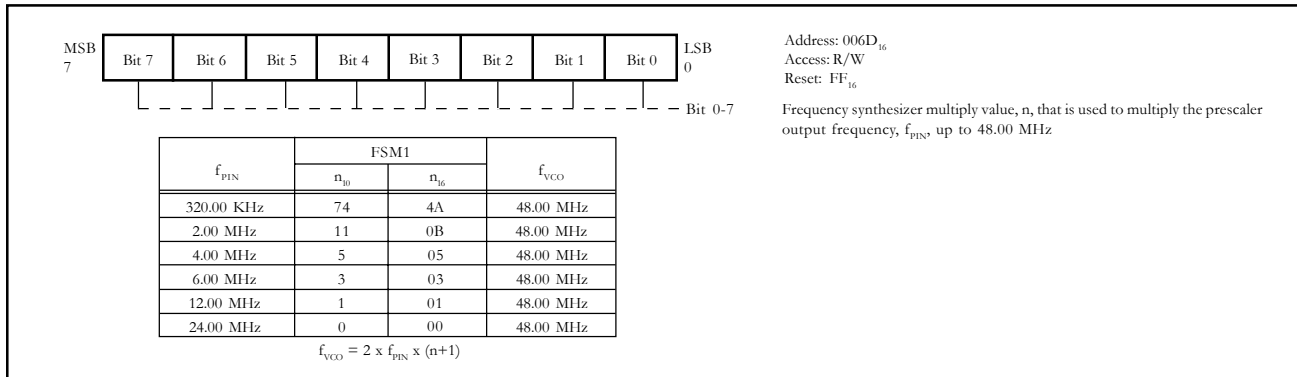 MSB
7
Bit 7 Bit 6 Bit 5 Bit 4 Bit 3 Bit 2 Bit 1 Bit 0
LSB
0
Bit 0-7
Address: 006D₁₆
Access: R/W
Reset: FF₁₆
Frequency synthesizer multiply value, n, that is used to multiply the prescaler
output frequency, f_PIN, up to 48.00 MHz
f_PIN FSM1 f_VCO
n₁₀ n₁₆
320.00 KHz 74 4A 48.00 MHz
2.00 MHz 11 0B 48.00 MHz
4.00 MHz 5 05 48.00 MHz
6.00 MHz 3 03 48.00 MHz
12.00 MHz 1 01 48.00 MHz
24.00 MHz 0 00 48.00 MHz
f_VCO = 2 x f_PIN x (n+1)